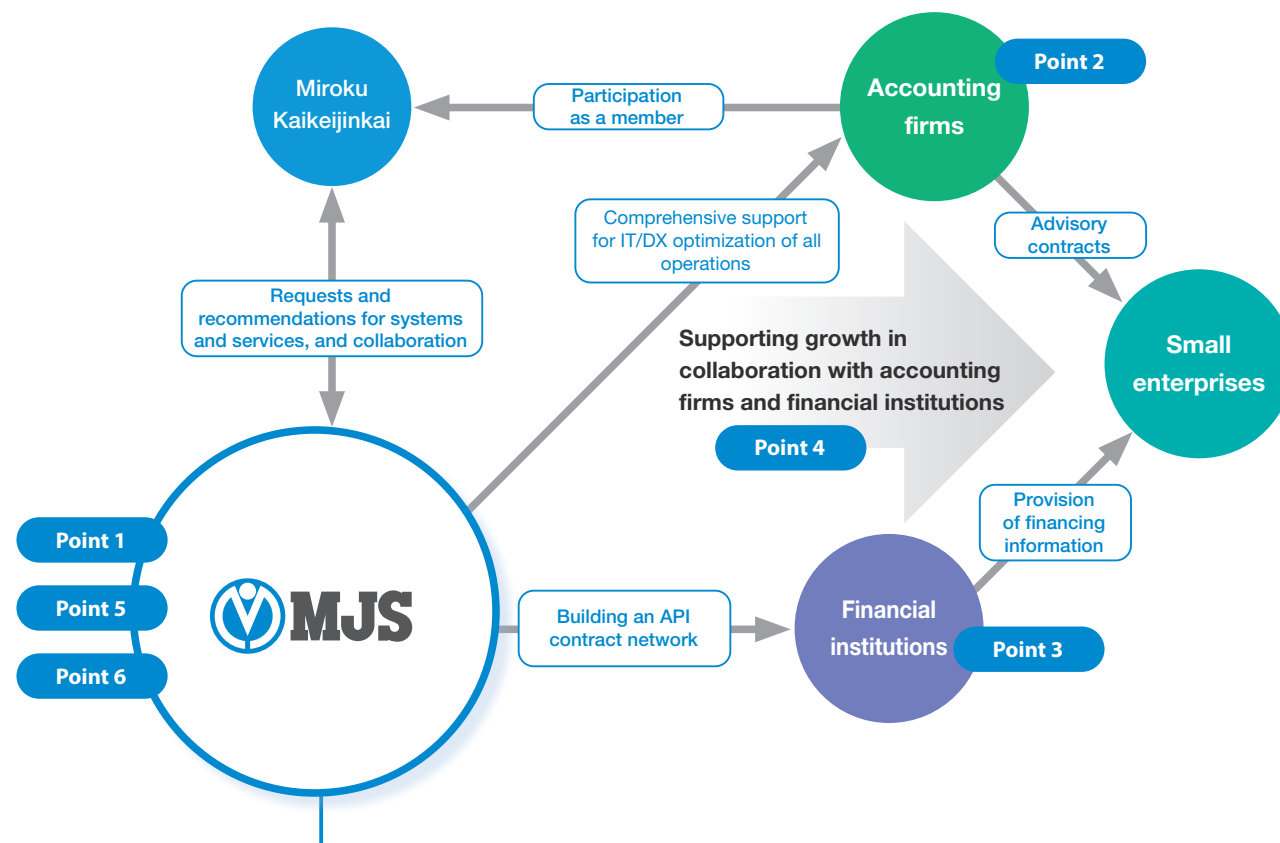 Miroku
Kaikeijinkai
Participation
as a member
Accounting
firms
Point 2
Comprehensive support
for IT/DX optimization of all
operations
Advisory
contracts
Requests and
recommendations for systems
and services, and collaboration
Supporting growth in
collaboration with accounting
firms and financial institutions
Point 4
Small
enterprises
Point 1
Point 5
Point 6
MJS
Building an API
contract network
Provision
of financing
information
Financial
institutions
Point 3